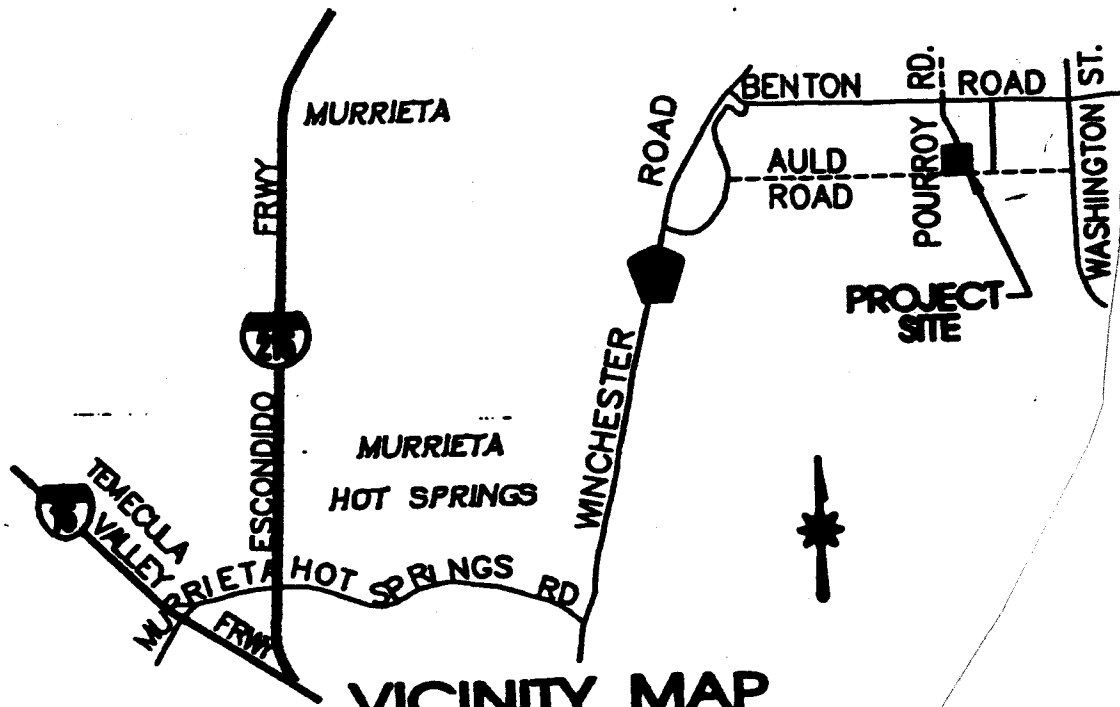 MURRIETA
FRWY
ESCONDIDO
MURRIETA
HOT SPRINGS
TEMECULA
VALLEY
FRWY
MURRIETA HOT SPRINGS RD
WINCHESTER
ROAD
BENTON ROAD
AULD
ROAD
POURROY RD.
WASHINGTON ST.
PROJECT
SITE
VICINITY MAP